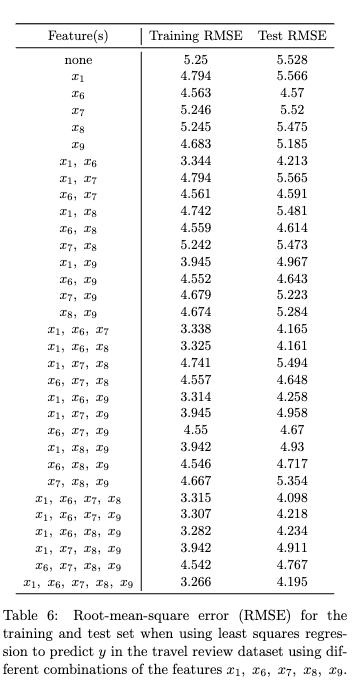 Feature(s) Training RMSE Test RMSE
none 5.25 5.528
x₁ 4.794 5.566
x₆ 4.563 4.57
x₇ 5.246 5.52
x₈ 5.245 5.475
x₉ 4.683 5.185
x₁, x₆ 3.344 4.213
x₁, x₇ 4.794 5.565
x₆, x₇ 4.561 4.591
x₁, x₈ 4.742 5.481
x₆, x₈ 4.559 4.614
x₇, x₈ 5.242 5.473
x₁, x₉ 3.945 4.967
x₆, x₉ 4.552 4.643
x₇, x₉ 4.679 5.223
x₈, x₉ 4.674 5.284
x₁, x₆, x₇ 3.338 4.165
x₁, x₆, x₈ 3.325 4.161
x₁, x₇, x₈ 4.741 5.494
x₆, x₇, x₈ 4.557 4.648
x₁, x₆, x₉ 3.314 4.258
x₁, x₇, x₉ 3.945 4.958
x₆, x₇, x₉ 4.55 4.67
x₁, x₈, x₉ 3.942 4.93
x₆, x₈, x₉ 4.546 4.717
x₇, x₈, x₉ 4.667 5.354
x₁, x₆, x₇, x₈ 3.315 4.098
x₁, x₆, x₇, x₉ 3.307 4.218
x₁, x₆, x₈, x₉ 3.282 4.234
x₁, x₇, x₈, x₉ 3.942 4.911
x₆, x₇, x₈, x₉ 4.542 4.767
x₁, x₆, x₇, x₈, x₉ 3.266 4.195
Table 6: Root-mean-square error (RMSE) for the
training and test set when using least squares regres-
sion to predict y in the travel review dataset using dif-
ferent combinations of the features x₁, x₆, x₇, x₈, x₉.